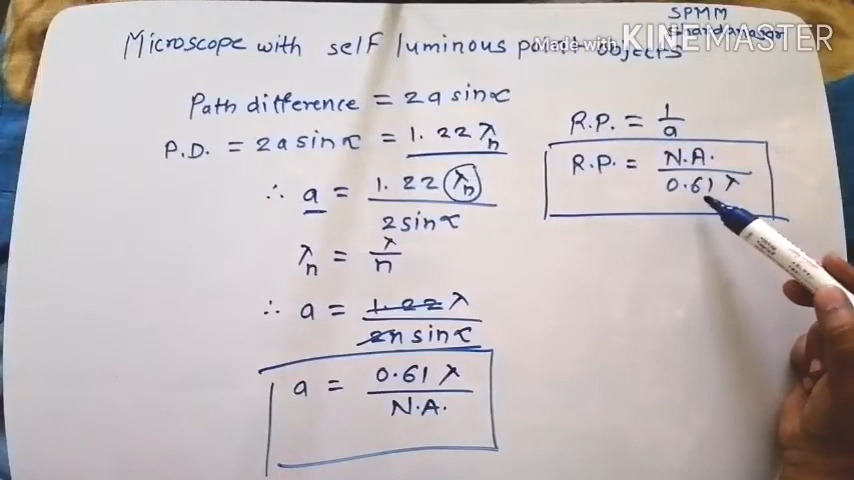 SPMM
Microscope with self luminous point objects
Made with KINEMASTER
Path difference = 2a sin∝
P.D. = 2a sin∝ = 1.22 λn
∴ a = 1.22 λn / 2 sin∝
λn = λ / n
∴ a = 1.22 λ / 2n sin∝
a = 0.61 λ / N.A.
R.P. = 1 / a
R.P. = N.A. / 0.61 λ